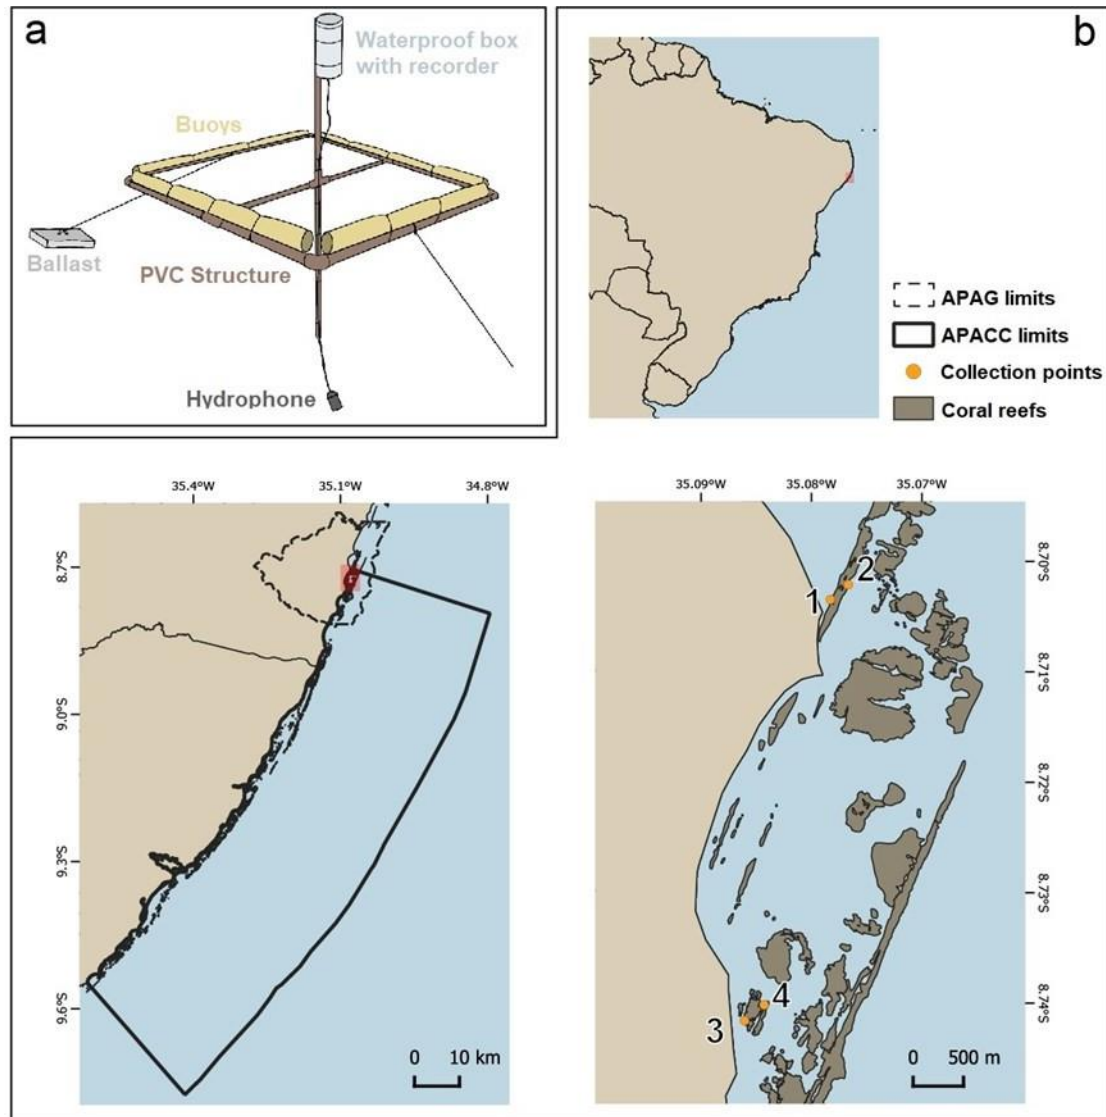 a
Waterproof box
with recorder
Buoys
Ballast
PVC Structure
Hydrophone
b
APAG limits
APACC limits
Collection points
Coral reefs
35.4°W
35.1°W
34.8°W
8.7°S
9.0°S
9.3°S
9.6°S
0 10 km
35.09°W
35.08°W
35.07°W
8.70°S
8.71°S
8.72°S
8.73°S
8.74°S
1
2
3
4
0 500 m